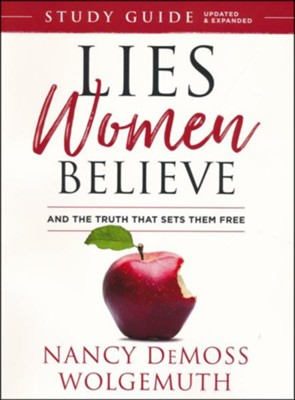 STUDY GUIDE UPDATED & EXPANDED
LIES
Women
BELIEVE
AND THE TRUTH THAT SETS THEM FREE
NANCY DeMOSS
WOLGEMUTH